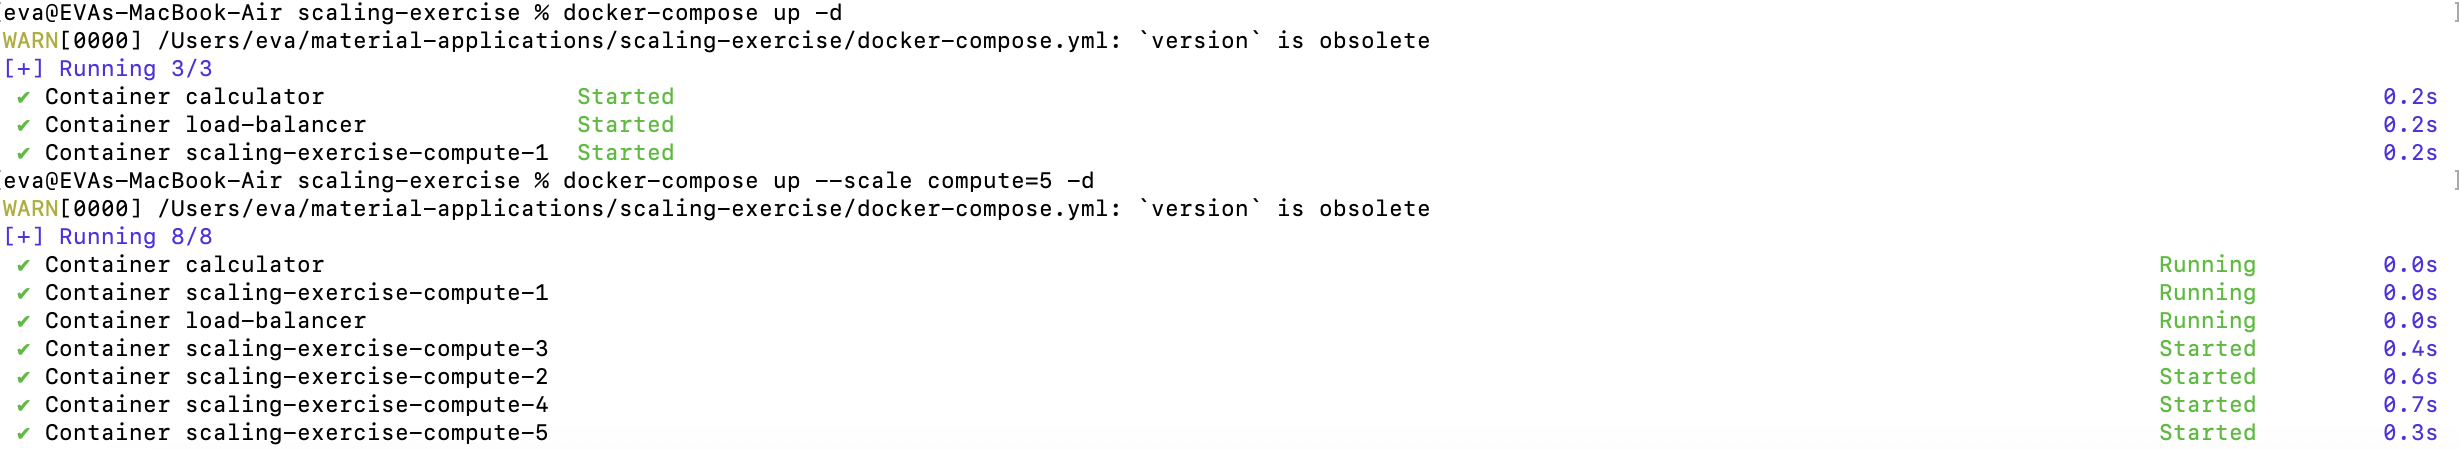 [eva@EVAs-MacBook-Air scaling-exercise % docker-compose up -d ]
WARN[0000] /Users/eva/material-applications/scaling-exercise/docker-compose.yml: `version` is obsolete
[+] Running 3/3
✔ Container calculator Started 0.2s
✔ Container load-balancer Started 0.2s
✔ Container scaling-exercise-compute-1 Started 0.2s
[eva@EVAs-MacBook-Air scaling-exercise % docker-compose up --scale compute=5 -d ]
WARN[0000] /Users/eva/material-applications/scaling-exercise/docker-compose.yml: `version` is obsolete
[+] Running 8/8
✔ Container calculator Running 0.0s
✔ Container scaling-exercise-compute-1 Running 0.0s
✔ Container load-balancer Running 0.0s
✔ Container scaling-exercise-compute-3 Started 0.4s
✔ Container scaling-exercise-compute-2 Started 0.6s
✔ Container scaling-exercise-compute-4 Started 0.7s
✔ Container scaling-exercise-compute-5 Started 0.3s